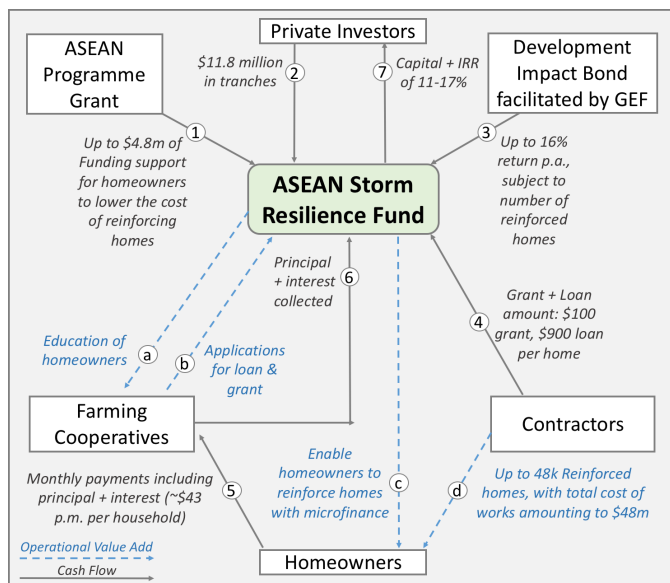 ASEAN
Programme
Grant
Private Investors
Development
Impact Bond
facilitated by GEF
$11.8 million
in tranches
2
7
Capital + IRR
of 11-17%
1
3
Up to $4.8m of
Funding support
for homeowners
to lower the cost
of reinforcing
homes
Up to 16%
return p.a.,
subject to
number of
reinforced
homes
ASEAN Storm
Resilience Fund
Principal
+ interest
collected
6
Grant + Loan
amount: $100
grant, $900 loan
per home
4
Education of
homeowners
a
b
Applications
for loan &
grant
Farming
Cooperatives
Contractors
Monthly payments including
principal + interest (~$43
p.m. per household)
5
Enable
homeowners to
reinforce homes
with microfinance
c
d
Up to 48k Reinforced
homes, with total cost of
works amounting to $48m
Operational Value Add
Cash Flow
Homeowners